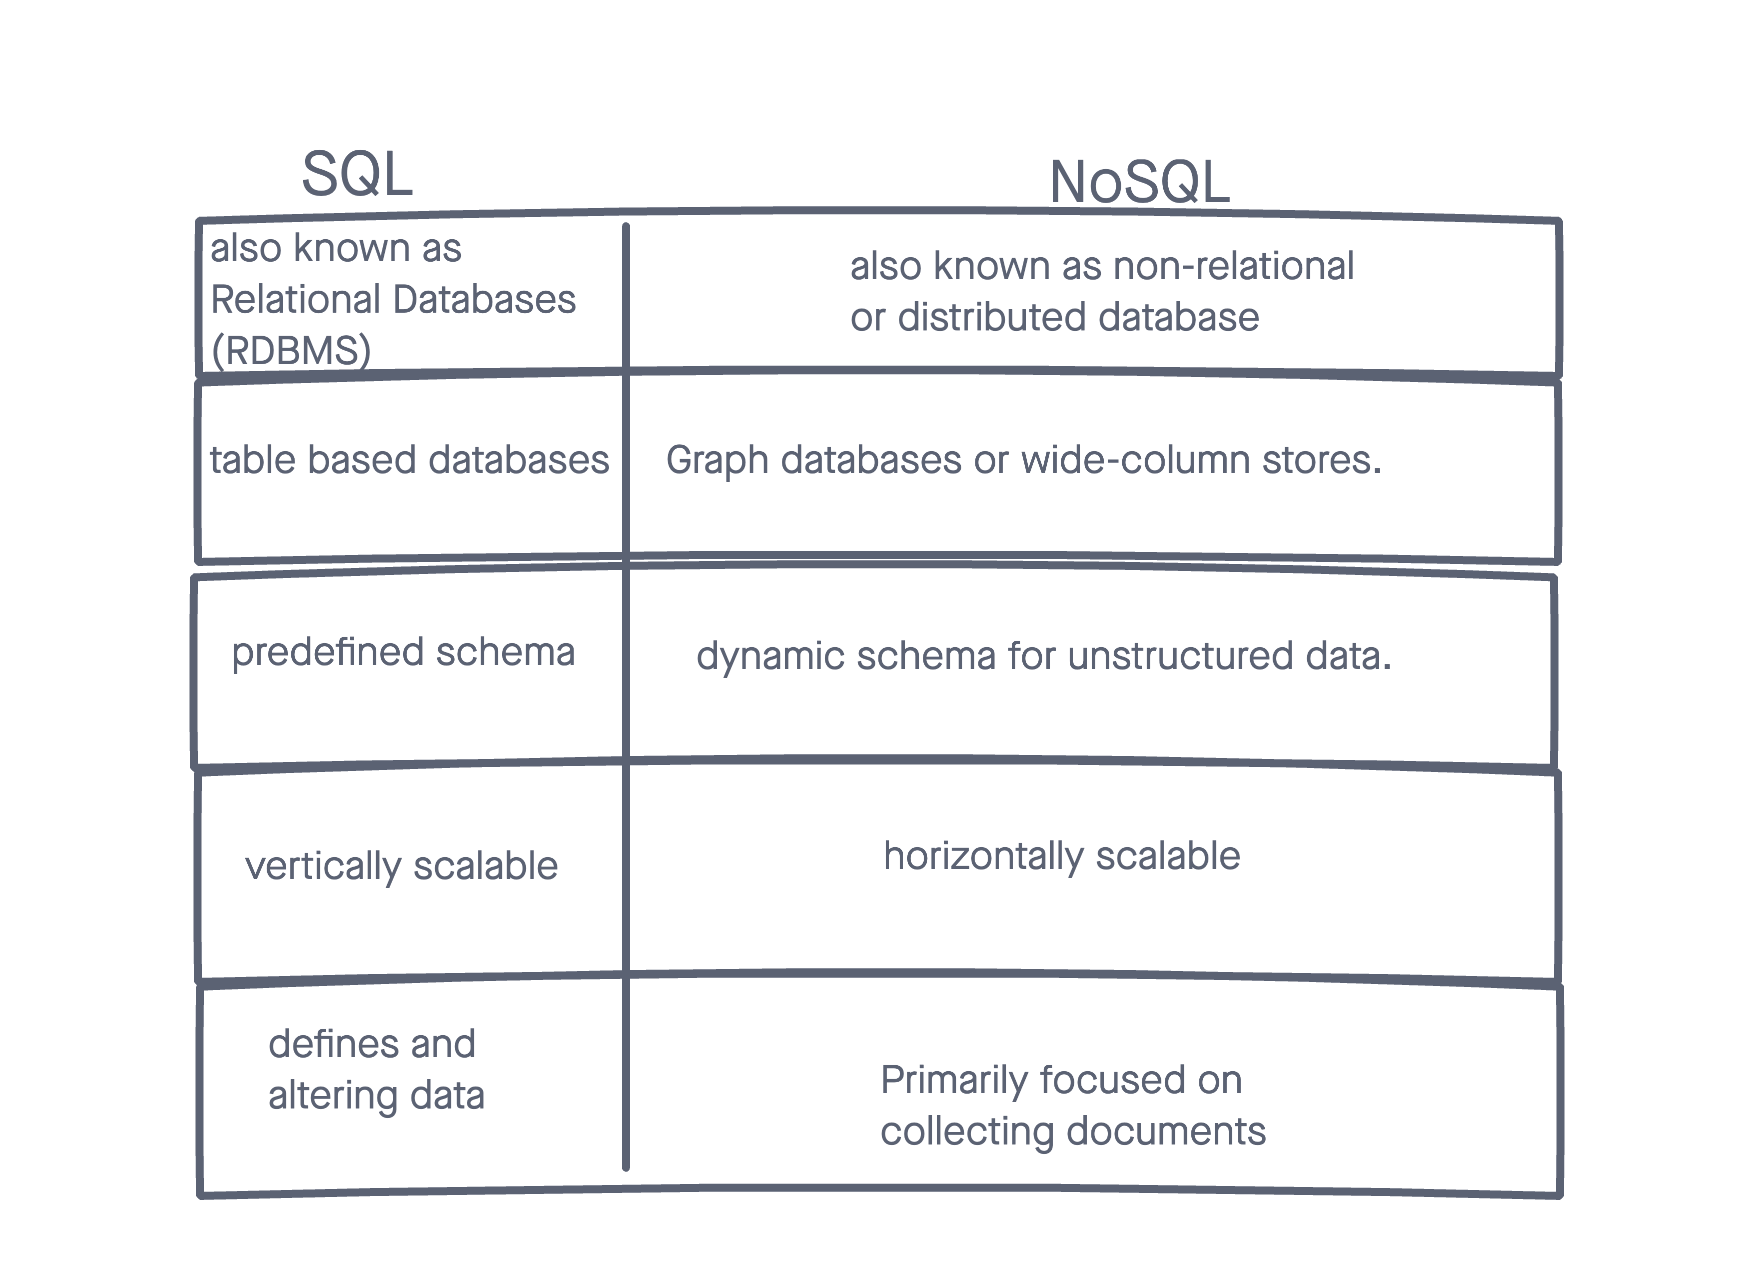 SQL
NoSQL
also known as
Relational Databases
(RDBMS)
also known as non-relational
or distributed database
table based databases
Graph databases or wide-column stores.
predefined schema
dynamic schema for unstructured data.
vertically scalable
horizontally scalable
defines and
altering data
Primarily focused on
collecting documents